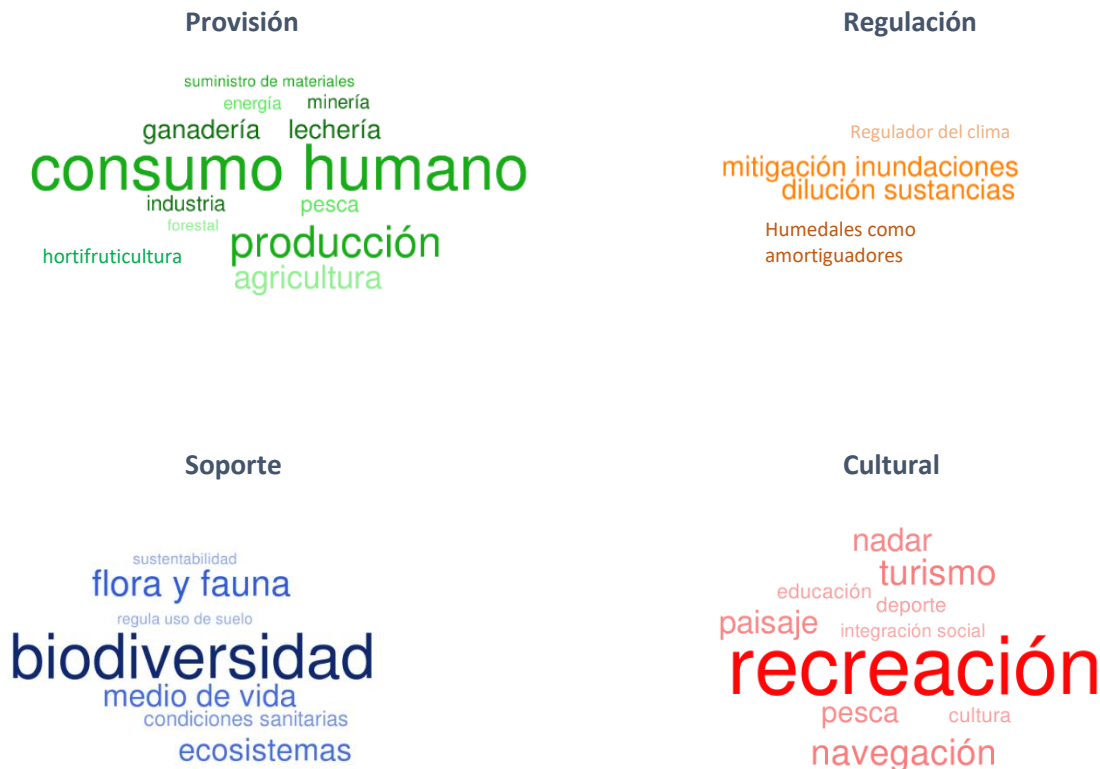 Provisión
suministro de materiales
energía minería
ganadería lechería
consumo humano
industria pesca
forestal
producción
hortifruticultura
agricultura
Regulación
Regulador del clima
mitigación inundaciones
dilución sustancias
Humedales como
amortiguadores
Soporte
sustentabilidad
flora y fauna
regula uso de suelo
biodiversidad
medio de vida
condiciones sanitarias
ecosistemas
Cultural
nadar
turismo
educación
deporte
paisaje
integración social
recreación
pesca cultura
navegación